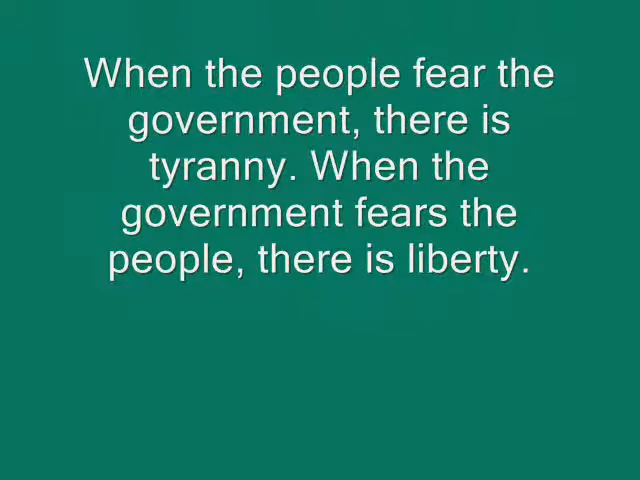 When the people fear the
government, there is
tyranny. When the
government fears the
people, there is liberty.